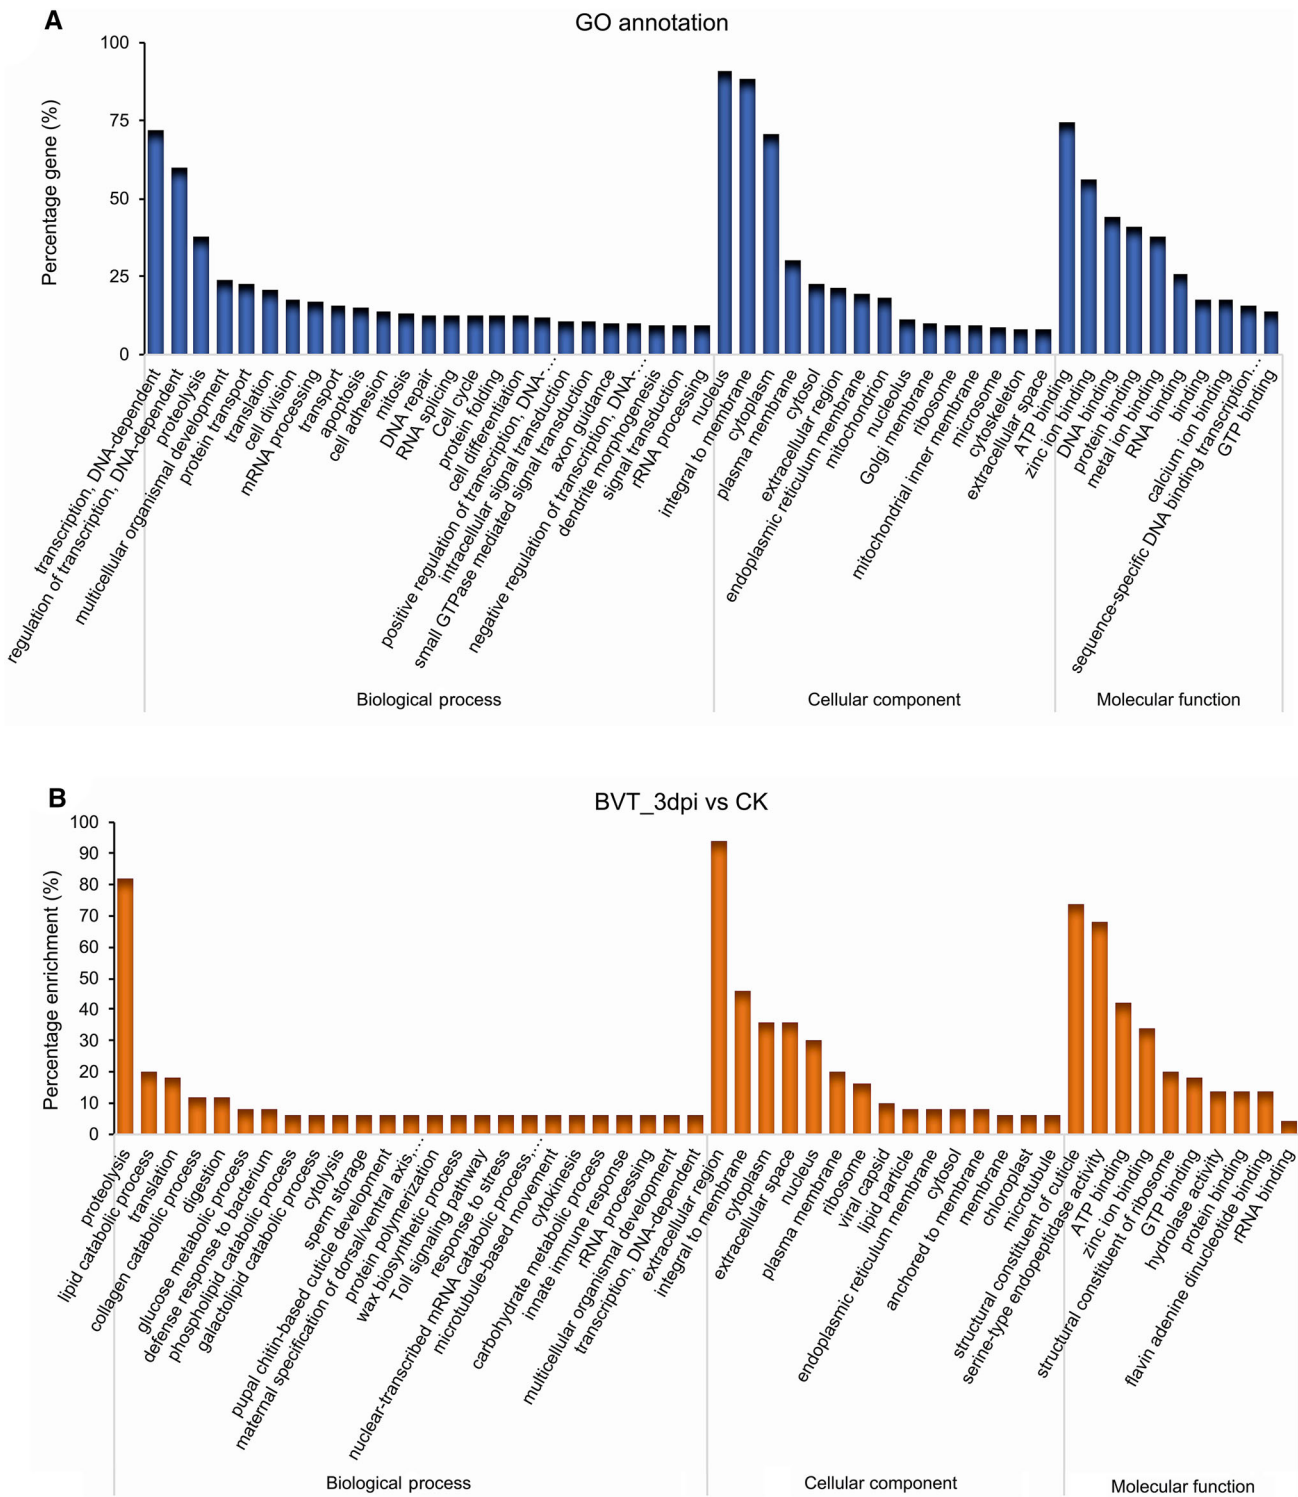 A
GO annotation
Percentage gene (%)
100
75
50
25
0
transcription, DNA-dependent
regulation of transcription, DNA-dependent
proteolysis
multicellular organismal development
protein transport
translation
cell division
mRNA processing
transport
apoptosis
cell adhesion
mitosis
DNA repair
RNA splicing
Cell cycle
protein folding
cell differentiation
positive regulation of transcription, DNA-...
intracellular signal transduction
small GTPase mediated signal transduction
axon guidance
negative regulation of transcription, DNA-...
dendrite morphogenesis
signal transduction
rRNA processing
nucleus
integral to membrane
cytoplasm
plasma membrane
cytosol
extracellular region
endoplasmic reticulum membrane
mitochondrion
nucleolus
Golgi membrane
ribosome
mitochondrial inner membrane
microsome
cytoskeleton
extracellular space
ATP binding
zinc ion binding
DNA binding
protein binding
metal ion binding
RNA binding
binding
calcium ion binding
sequence-specific DNA binding transcription...
GTP binding
Biological process
Cellular component
Molecular function
B
BVT_3dpi vs CK
Percentage enrichment (%)
100
90
80
70
60
50
40
30
20
10
0
proteolysis
lipid catabolic process
translation
collagen catabolic process
digestion
glucose metabolic process
defense response to bacterium
phospholipid catabolic process
galactolipid catabolic process
cytolysis
sperm storage
pupal chitin-based cuticle development
maternal specification of dorsal/ventral axis,...
protein polymerization
wax biosynthetic process
Toll signaling pathway
response to stress
nuclear-transcribed mRNA catabolic process,...
microtubule-based movement
cytokinesis
carbohydrate metabolic process
innate immune response
rRNA processing
multicellular organismal development
transcription, DNA-dependent
extracellular region
integral to membrane
cytoplasm
extracellular space
nucleus
plasma membrane
ribosome
viral capsid
lipid particle
endoplasmic reticulum membrane
cytosol
anchored to membrane
membrane
chloroplast
microtubule
structural constituent of cuticle
serine-type endopeptidase activity
ATP binding
zinc ion binding
structural constituent of ribosome
GTP binding
hydrolase activity
protein binding
flavin adenine dinucleotide binding
rRNA binding
Biological process
Cellular component
Molecular function